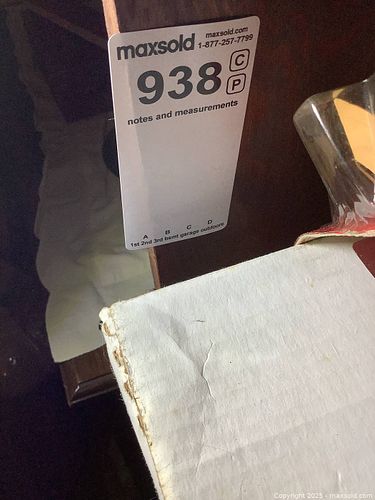 maxsold
maxsold.com
1-877-257-7799
938
C
P
notes and measurements
A B C D
1st 2nd 3rd bsmt garage outdoors
Copyright 2025 - maxsold.com